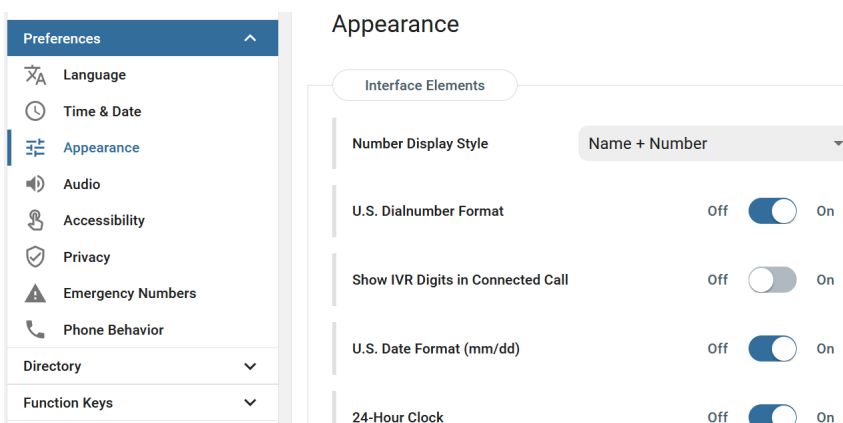 Preferences
Language
Time & Date
Appearance
Audio
Accessibility
Privacy
Emergency Numbers
Phone Behavior
Directory
Function Keys
Appearance
Interface Elements
Number Display Style Name + Number
U.S. Dialnumber Format Off On
Show IVR Digits in Connected Call Off On
U.S. Date Format (mm/dd) Off On
24-Hour Clock Off On